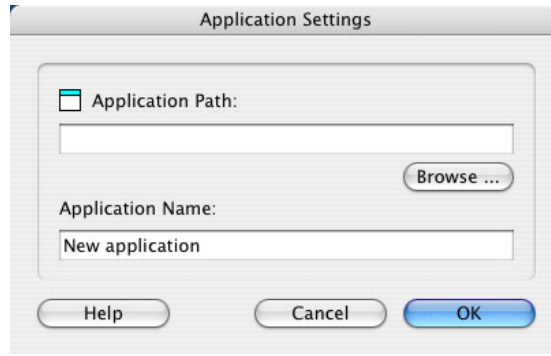 Application Settings
Application Path:
Browse ...
Application Name:
New application
Help Cancel OK